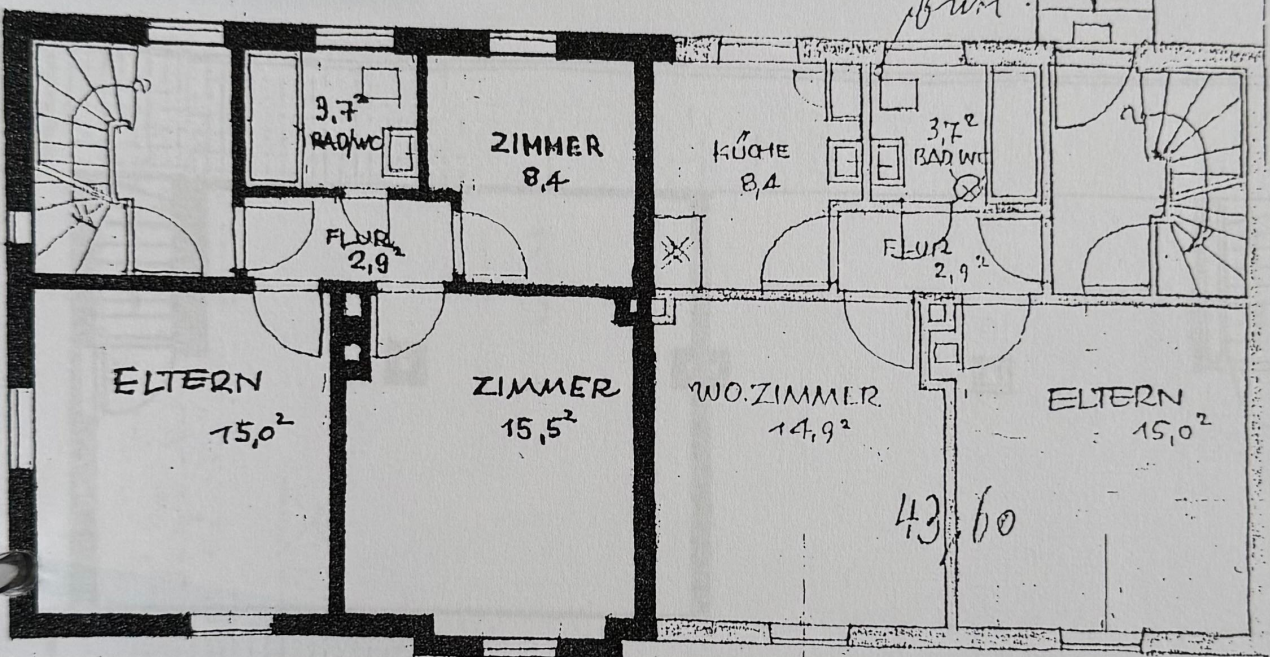 3,7²
BAD/WC
ZIMMER
8,4
FLUR
2,9²
ELTERN
15,0²
ZIMMER
15,5²
KÜCHE
8,4
3,7²
BAD/WC
FLUR
2,9²
WO.ZIMMER
14,9²
ELTERN
15,0²
43,60